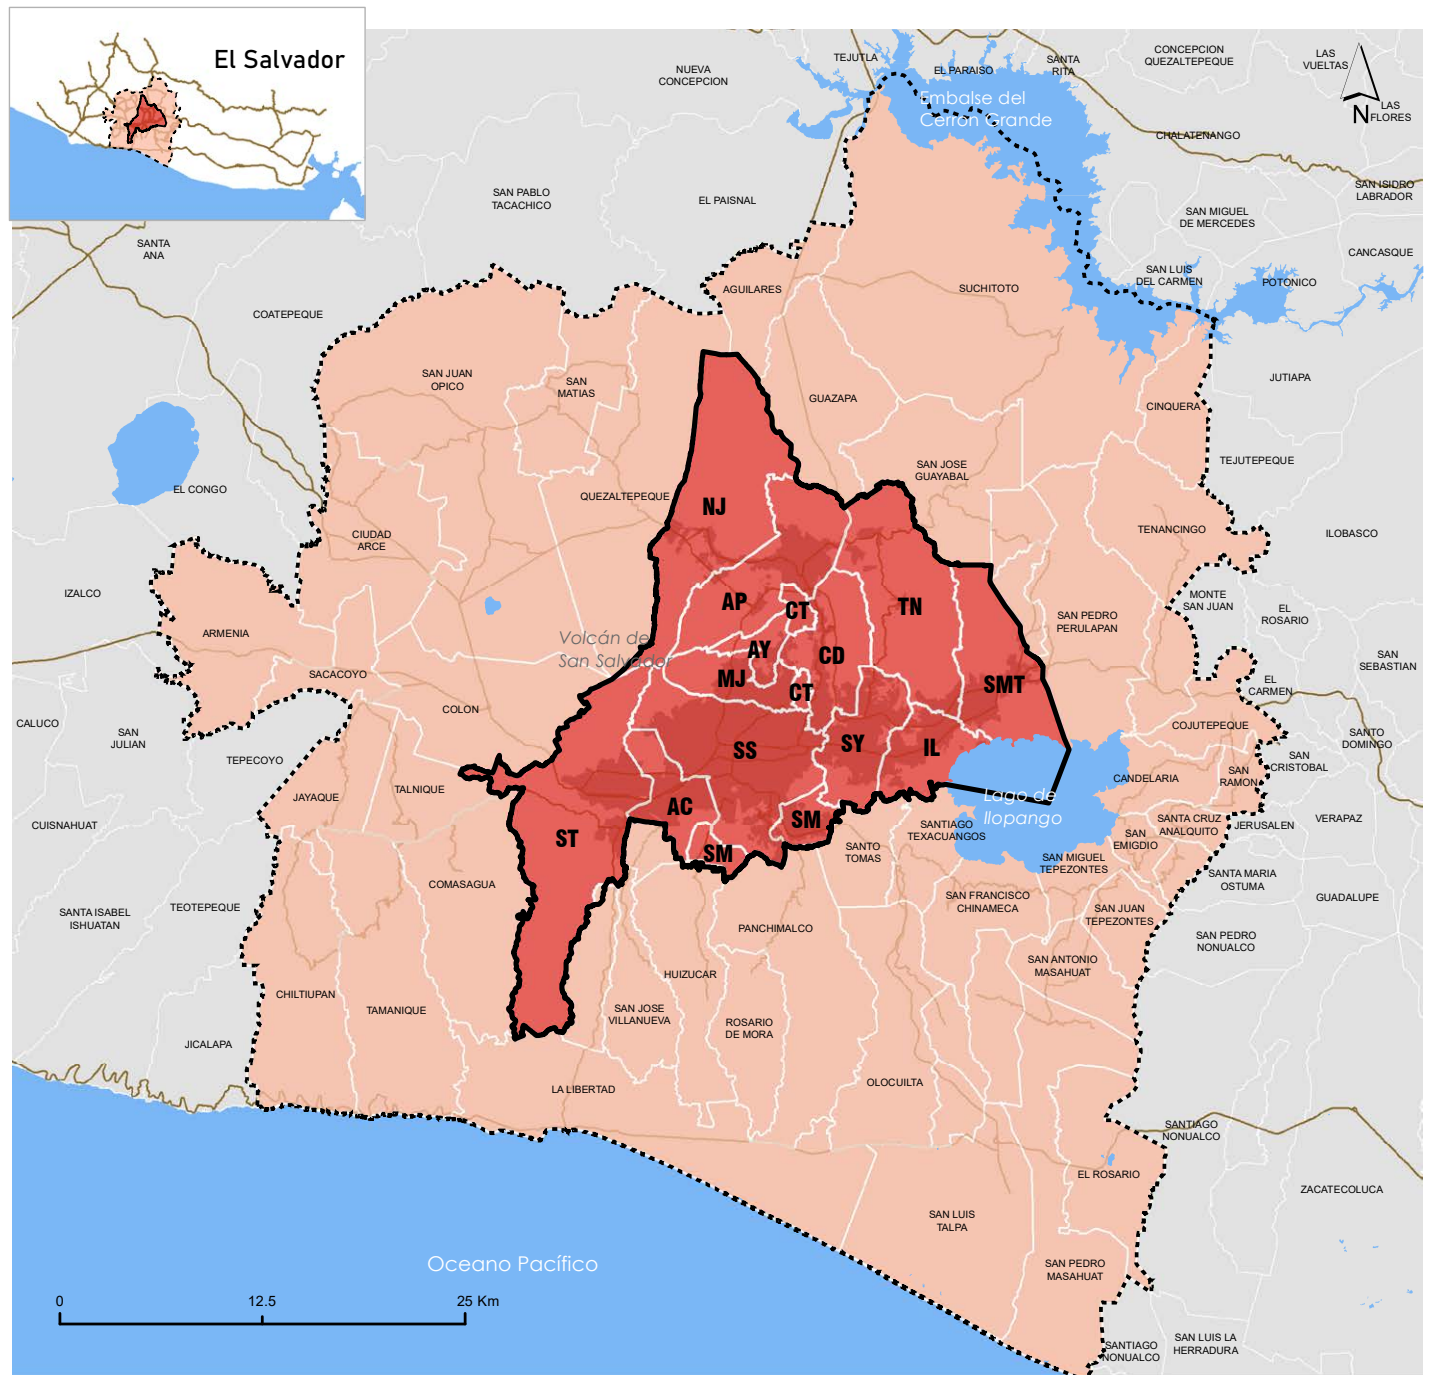 El Salvador
TEJUTLA
NUEVA
CONCEPCION
EL PARAISO
SANTA
RITA
CONCEPCION
QUEZALTEPEQUE
LAS
VUELTAS
N
LAS
FLORES
Embalse del
Cerron Grande
CHALATENANGO
SAN PABLO
TACACHICO
EL PAISNAL
SAN ISIDRO
LABRADOR
SAN MIGUEL
DE MERCEDES
SANTA
ANA
CANCASQUE
SAN LUIS
DEL CARMEN
POTONICO
AGUILARES
SUCHITOTO
COATEPEQUE
SAN JUAN
OPICO
SAN
MATIAS
JUTIAPA
GUAZAPA
CINQUERA
EL CONGO
QUEZALTEPEQUE
SAN JOSE
GUAYABAL
TEJUTEPEQUE
NJ
CIUDAD
ARCE
TENANCINGO
ILOBASCO
IZALCO
AP
CT
TN
MONTE
SAN JUAN
EL
ROSARIO
SAN PEDRO
PERULAPAN
ARMENIA
Volcán de
San Salvador
AY
CD
SAN
SEBASTIAN
SACACOYO
MJ
CT
SMT
EL
CARMEN
CALUCO
COLON
COJUTEPEQUE
SAN
JULIAN
SS
SY
IL
SANTO
DOMINGO
TEPECOYO
SAN
CRISTOBAL
CANDELARIA
SAN
RAMON
JAYAQUE
TALNIQUE
Lago de
Ilopango
AC
SM
SANTA CRUZ
ANALQUITO
CUISNAHUAT
ST
SANTIAGO
TEXACUANGOS
SAN
EMIGDIO
JERUSALEN
VERAPAZ
SM
SANTO
TOMAS
SAN MIGUEL
TEPEZONTES
COMASAGUA
SANTA MARIA
OSTUMA
SAN FRANCISCO
CHINAMECA
GUADALUPE
TEOTEPEQUE
SANTA ISABEL
ISHUATAN
SAN JUAN
TEPEZONTES
PANCHIMALCO
SAN PEDRO
NONUALCO
HUIZUCAR
SAN ANTONIO
MASAHUAT
CHILTIUPAN
TAMANIQUE
SAN JOSE
VILLANUEVA
ROSARIO
DE MORA
JICALAPA
LA LIBERTAD
OLOCUILTA
SANTIAGO
NONUALCO
EL ROSARIO
ZACATECOLUCA
SAN LUIS
TALPA
Oceano Pacífico
SAN PEDRO
MASAHUAT
0 12.5 25 Km
SANTIAGO
NONUALCO
SAN LUIS LA
HERRADURA